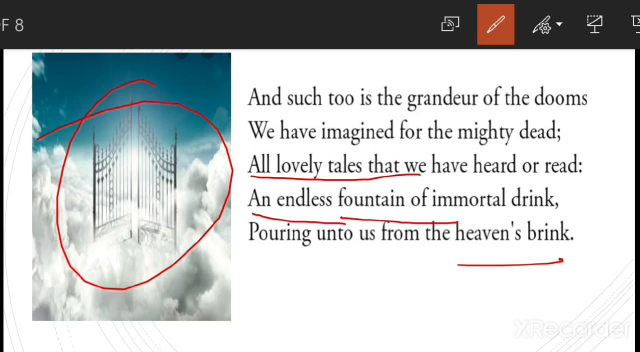 OF 8
And such too is the grandeur of the dooms
We have imagined for the mighty dead;
All lovely tales that we have heard or read:
An endless fountain of immortal drink,
Pouring unto us from the heaven's brink.
XRecorder